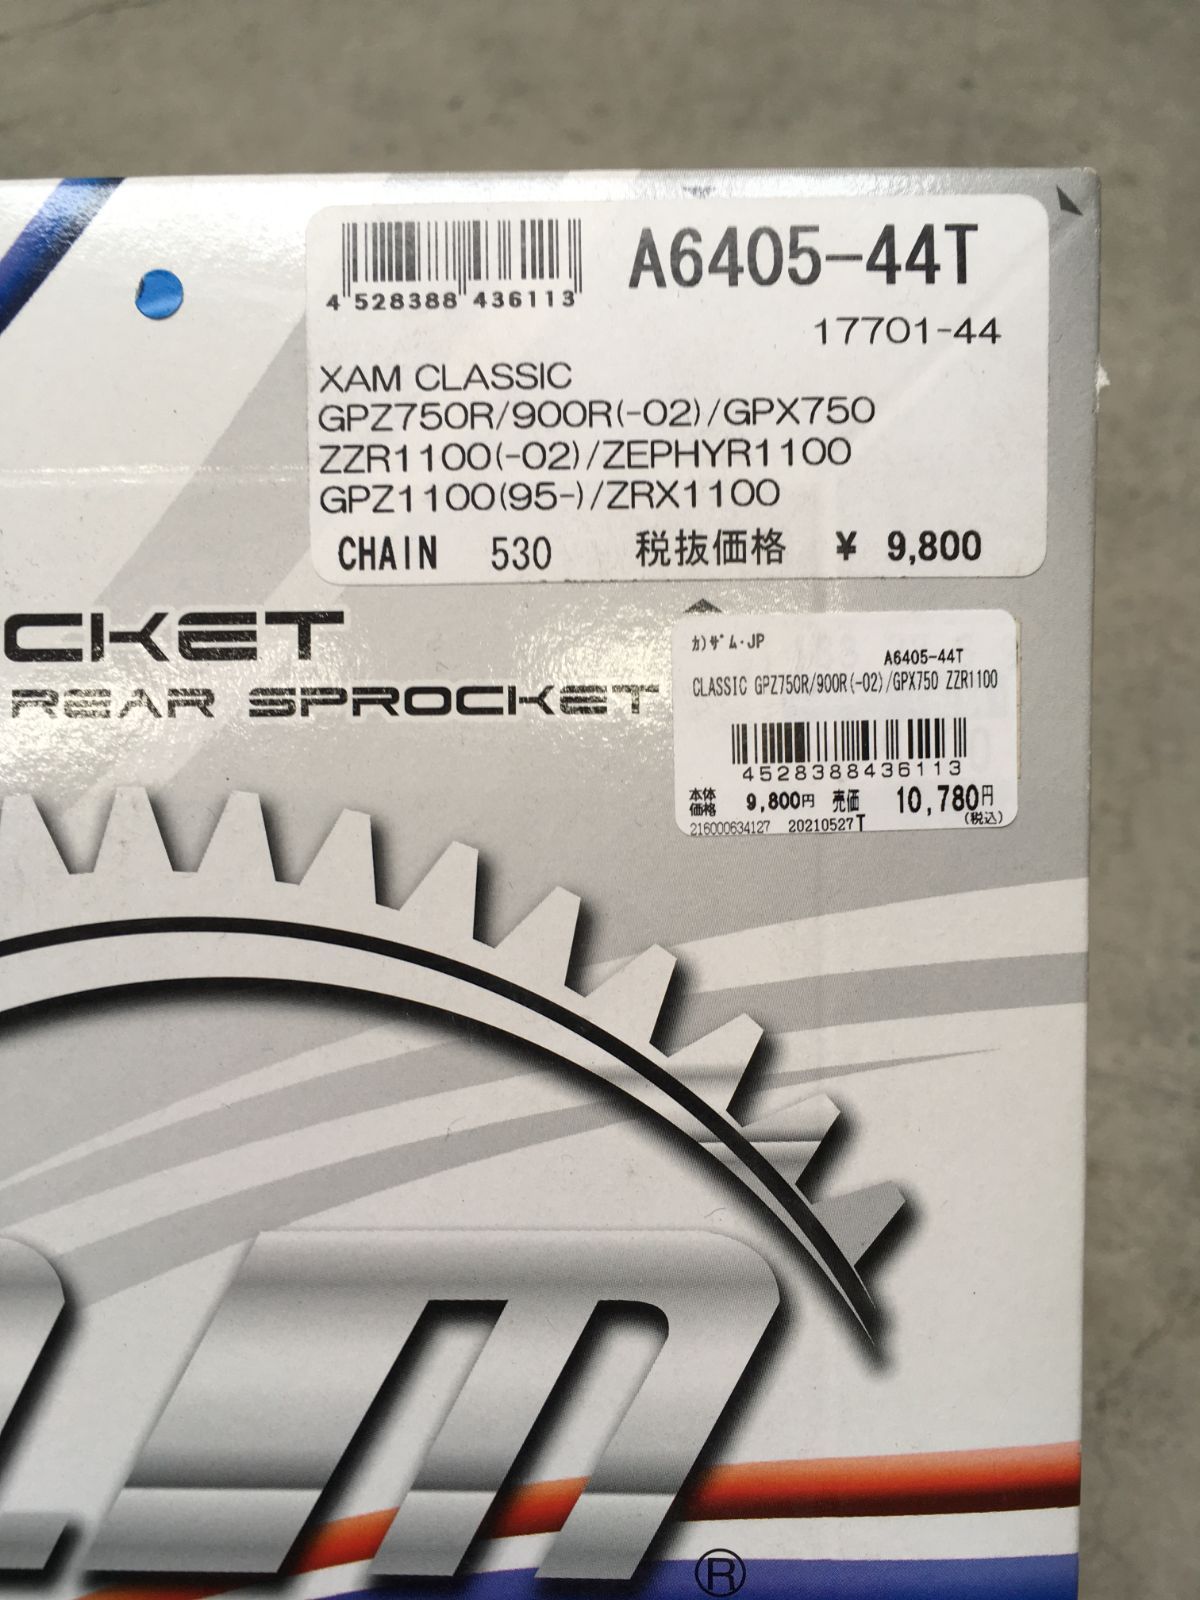 A6405-44T
4 528388 436113
17701-44
XAM CLASSIC
GPZ750R/900R(-02)/GPX750
ZZR1100(-02)/ZEPHYR1100
GPZ1100(95-)/ZRX1100
CHAIN 530 税抜価格 ¥ 9,800
CKET
REAR SPROCKET
カ)ザム・JP
A6405-44T
CLASSIC GPZ750R/900R(-02)/GPX750 ZZR1100
4528388436113
本体価格 9,800円 売価 10,780円
(税込)
216000634127 20210527T
®